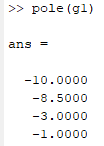 >> pole(g1)
ans =
-10.0000
-8.5000
-3.0000
-1.0000